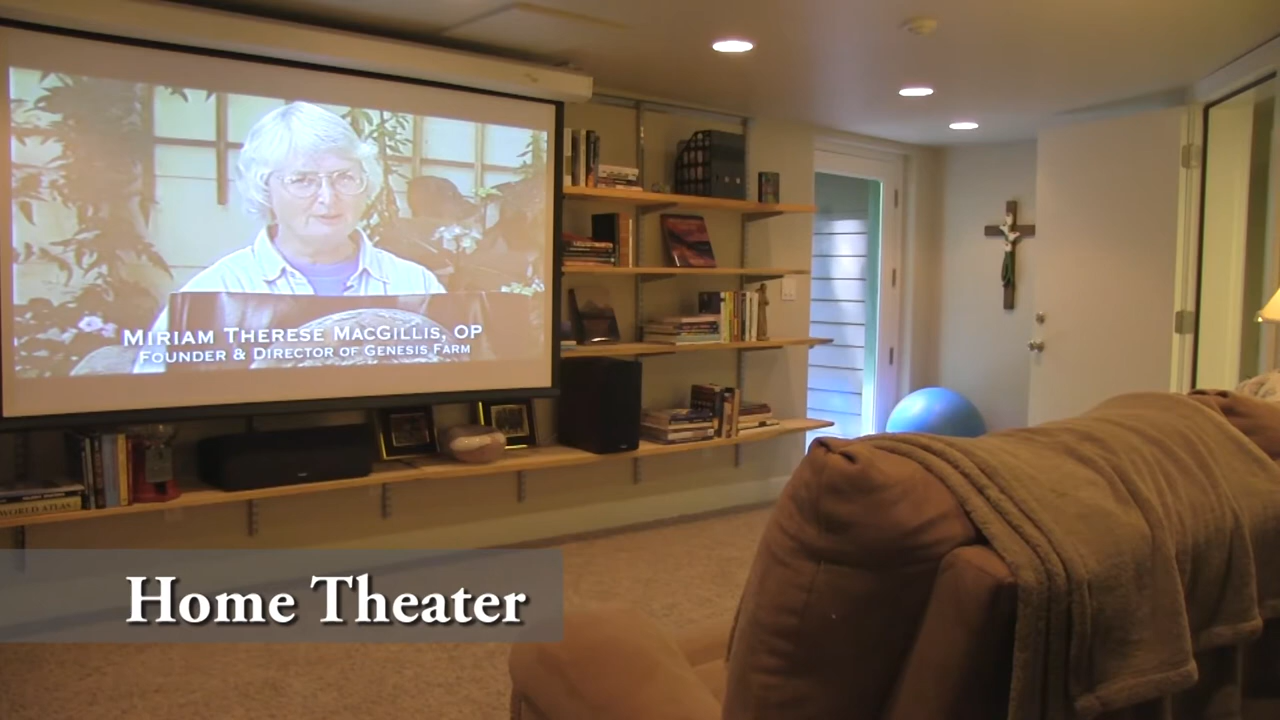 MIRIAM THERESE MACGILLIS, OP
FOUNDER & DIRECTOR OF GENESIS FARM
WORLD ATLAS
Home Theater